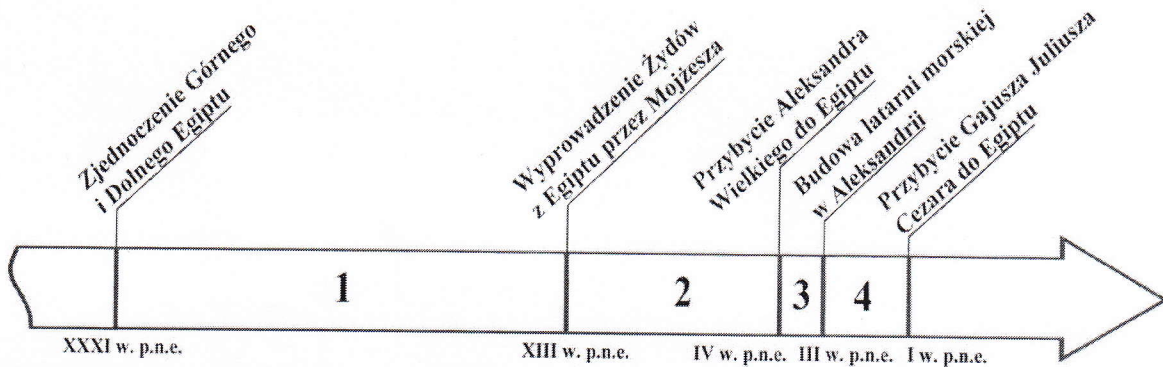 Zjednoczenie Górnego
i Dolnego Egiptu
Wyprowadzenie Żydów
z Egiptu przez Mojżesza
Przybycie Aleksandra
Wielkiego do Egiptu
Budowa latarni morskiej
w Aleksandrii
Przybycie Gajusza Juliusza
Cezara do Egiptu
1
2
3
4
XXXI w. p.n.e.
XIII w. p.n.e.
IV w. p.n.e.
III w. p.n.e.
I w. p.n.e.